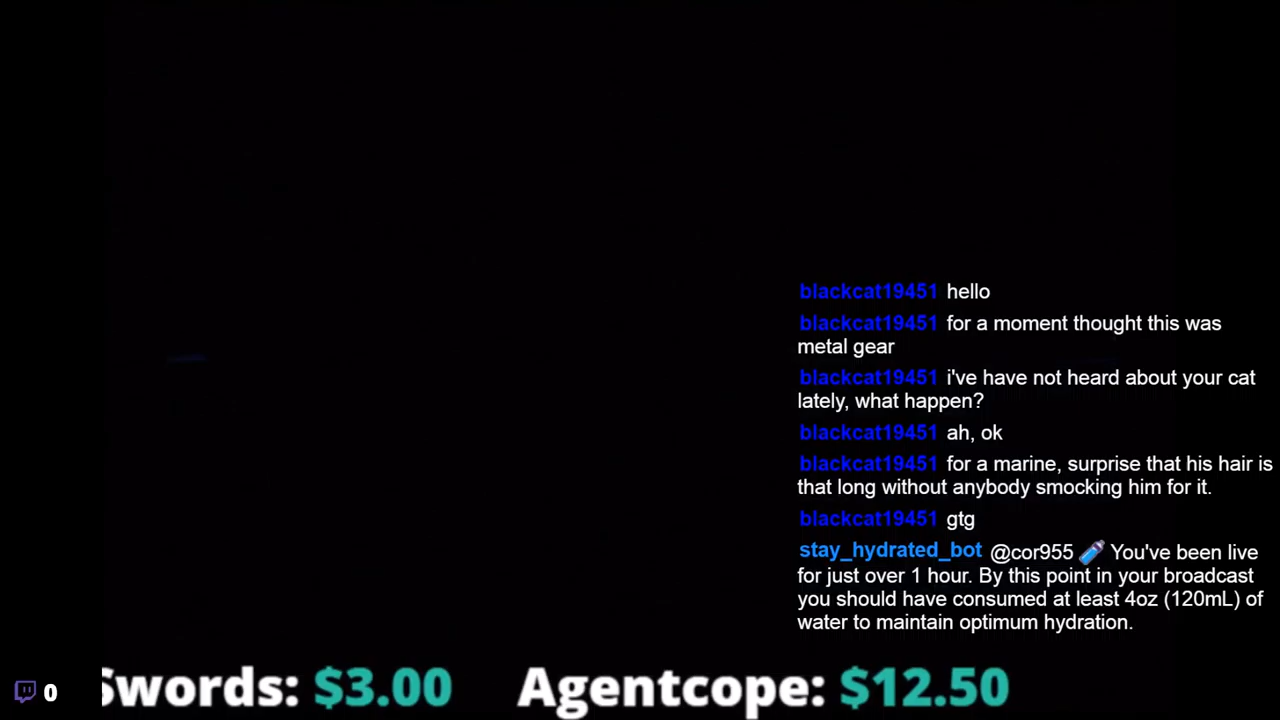 blackcat19451 hello
blackcat19451 for a moment thought this was
metal gear
blackcat19451 i've have not heard about your cat
lately, what happen?
blackcat19451 ah, ok
blackcat19451 for a marine, surprise that his hair is
that long without anybody smocking him for it.
blackcat19451 gtg
stay_hydrated_bot @cor955 You've been live
for just over 1 hour. By this point in your broadcast
you should have consumed at least 4oz (120mL) of
water to maintain optimum hydration.
0 Swords: $3.00 Agentcope: $12.50